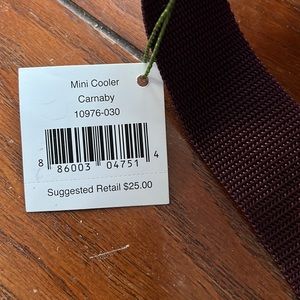 Mini Cooler
Carnaby
10976-030
8 86003 04751 4
Suggested Retail $25.00